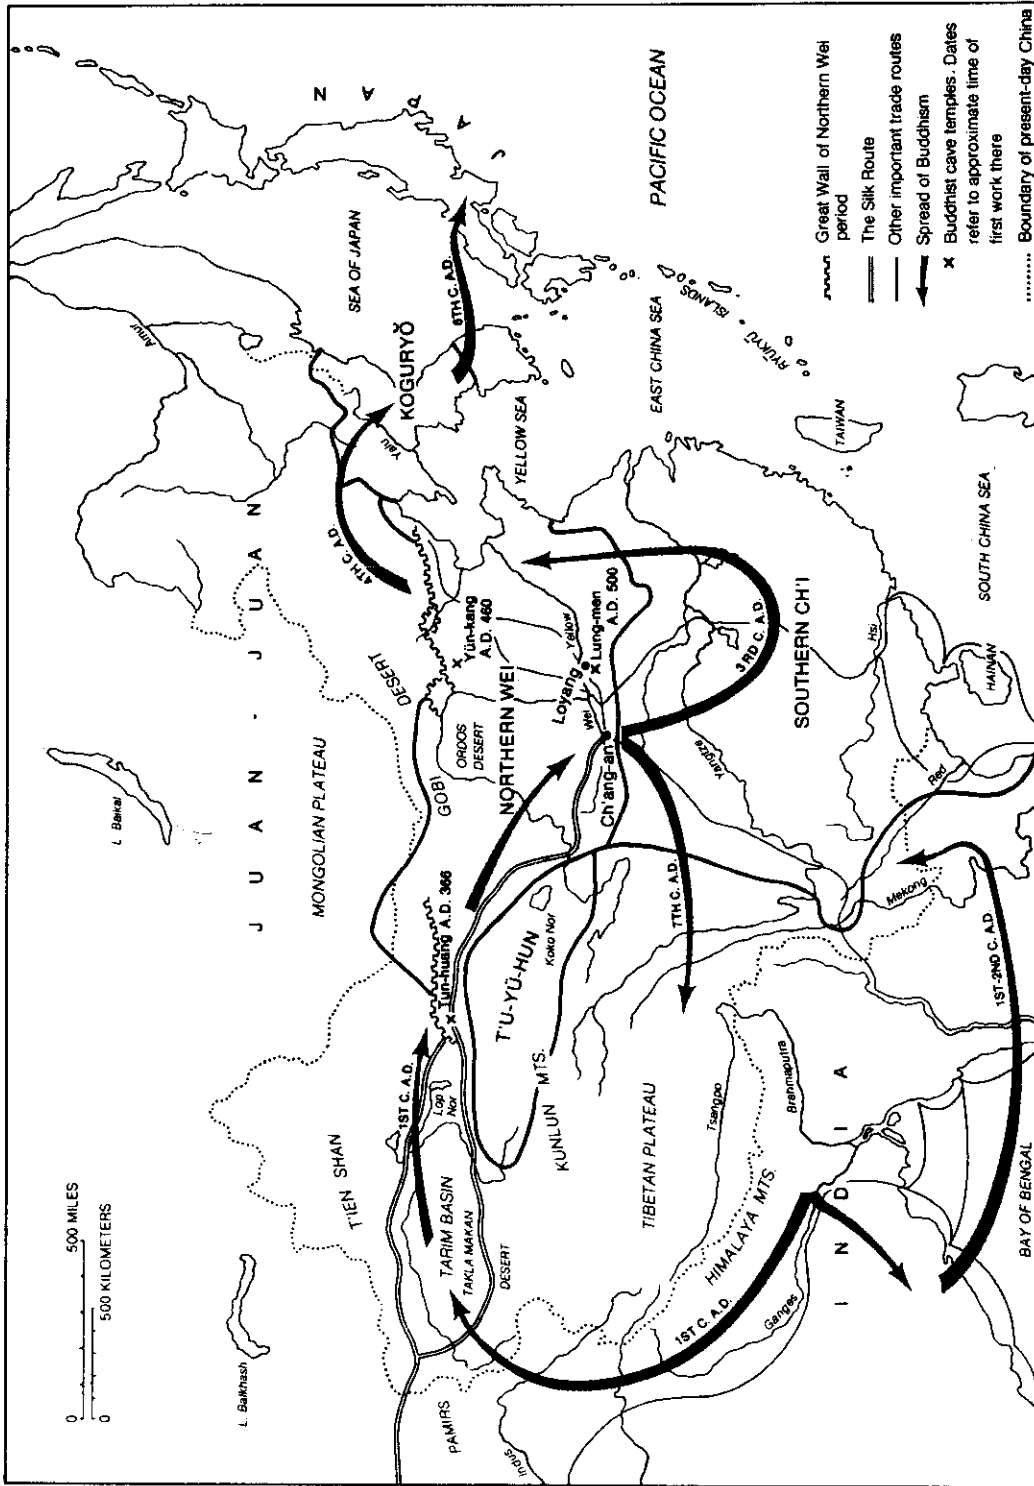 0 500 MILES
0 500 KILOMETERS
L. Balkhash
L. Baikal
J U A N - J U A N
MONGOLIAN PLATEAU
Amur
T'IEN SHAN
PAMIRS
TARIM BASIN
TAKLA MAKAN
DESERT
Lop
Nor
1ST C. A.D.
Tun-huang A.D. 366
GOBI
DESERT
ORDOS
DESERT
Yün-kang
A.D. 460
4TH C. A.D.
Yalu
KOGURYŎ
SEA OF JAPAN
6TH C. A.D.
N
A
P
A
NORTHERN WEI
Loyang
Wei
Yellow
Lung-men
A.D. 500
Ch'ang-an
YELLOW SEA
T'U-YÜ-HUN
Koko Nor
KUNLUN MTS.
TIBETAN PLATEAU
Tsangpo
Brahmaputra
HIMALAYA MTS.
1ST C. A.D.
Indus
Ganges
I N D I A
7TH C. A.D.
3RD C. A.D.
Yangtze
SOUTHERN CH'I
Hsi
Red
Mekong
HAINAN
1ST-2ND C. A.D.
BAY OF BENGAL
SOUTH CHINA SEA
TAIWAN
EAST CHINA SEA
RYŪKYŪ ISLANDS
PACIFIC OCEAN
Great Wall of Northern Wei
period
The Silk Route
Other important trade routes
Spread of Buddhism
x Buddhist cave temples. Dates
refer to approximate time of
first work there
Boundary of present-day China